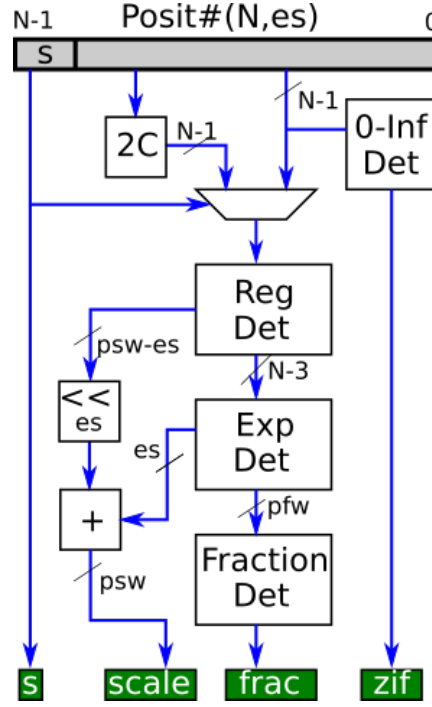 Posit#(N,es)
N-1
0
s
N-1
2C
N-1
0-Inf
Det
Reg
Det
psw-es
N-3
<<
es
es
Exp
Det
+
pfw
psw
Fraction
Det
s
scale
frac
zif